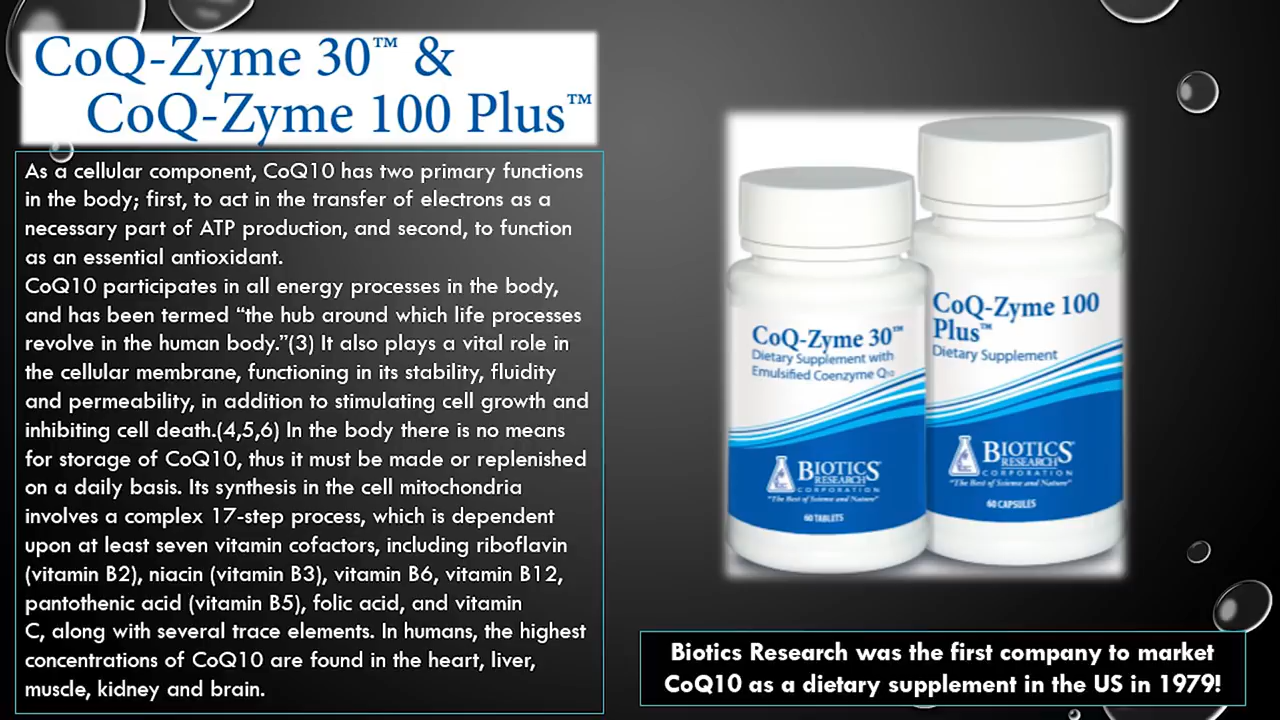 CoQ-Zyme 30™ &
CoQ-Zyme 100 Plus™
As a cellular component, CoQ10 has two primary functions
in the body; first, to act in the transfer of electrons as a
necessary part of ATP production, and second, to function
as an essential antioxidant.
CoQ10 participates in all energy processes in the body,
and has been termed “the hub around which life processes
revolve in the human body.”(3) It also plays a vital role in
the cellular membrane, functioning in its stability, fluidity
and permeability, in addition to stimulating cell growth and
inhibiting cell death.(4,5,6) In the body there is no means
for storage of CoQ10, thus it must be made or replenished
on a daily basis. Its synthesis in the cell mitochondria
involves a complex 17-step process, which is dependent
upon at least seven vitamin cofactors, including riboflavin
(vitamin B2), niacin (vitamin B3), vitamin B6, vitamin B12,
pantothenic acid (vitamin B5), folic acid, and vitamin
C, along with several trace elements. In humans, the highest
concentrations of CoQ10 are found in the heart, liver,
muscle, kidney and brain.
CoQ-Zyme 30™
Dietary Supplement with
Emulsified Coenzyme Q10
BIOTICS®
RESEARCH
CORPORATION
"The Best of Science and Nature"
60 TABLETS
CoQ-Zyme 100
Plus™
Dietary Supplement
BIOTICS®
RESEARCH
CORPORATION
"The Best of Science and Nature"
60 CAPSULES
Biotics Research was the first company to market
CoQ10 as a dietary supplement in the US in 1979!